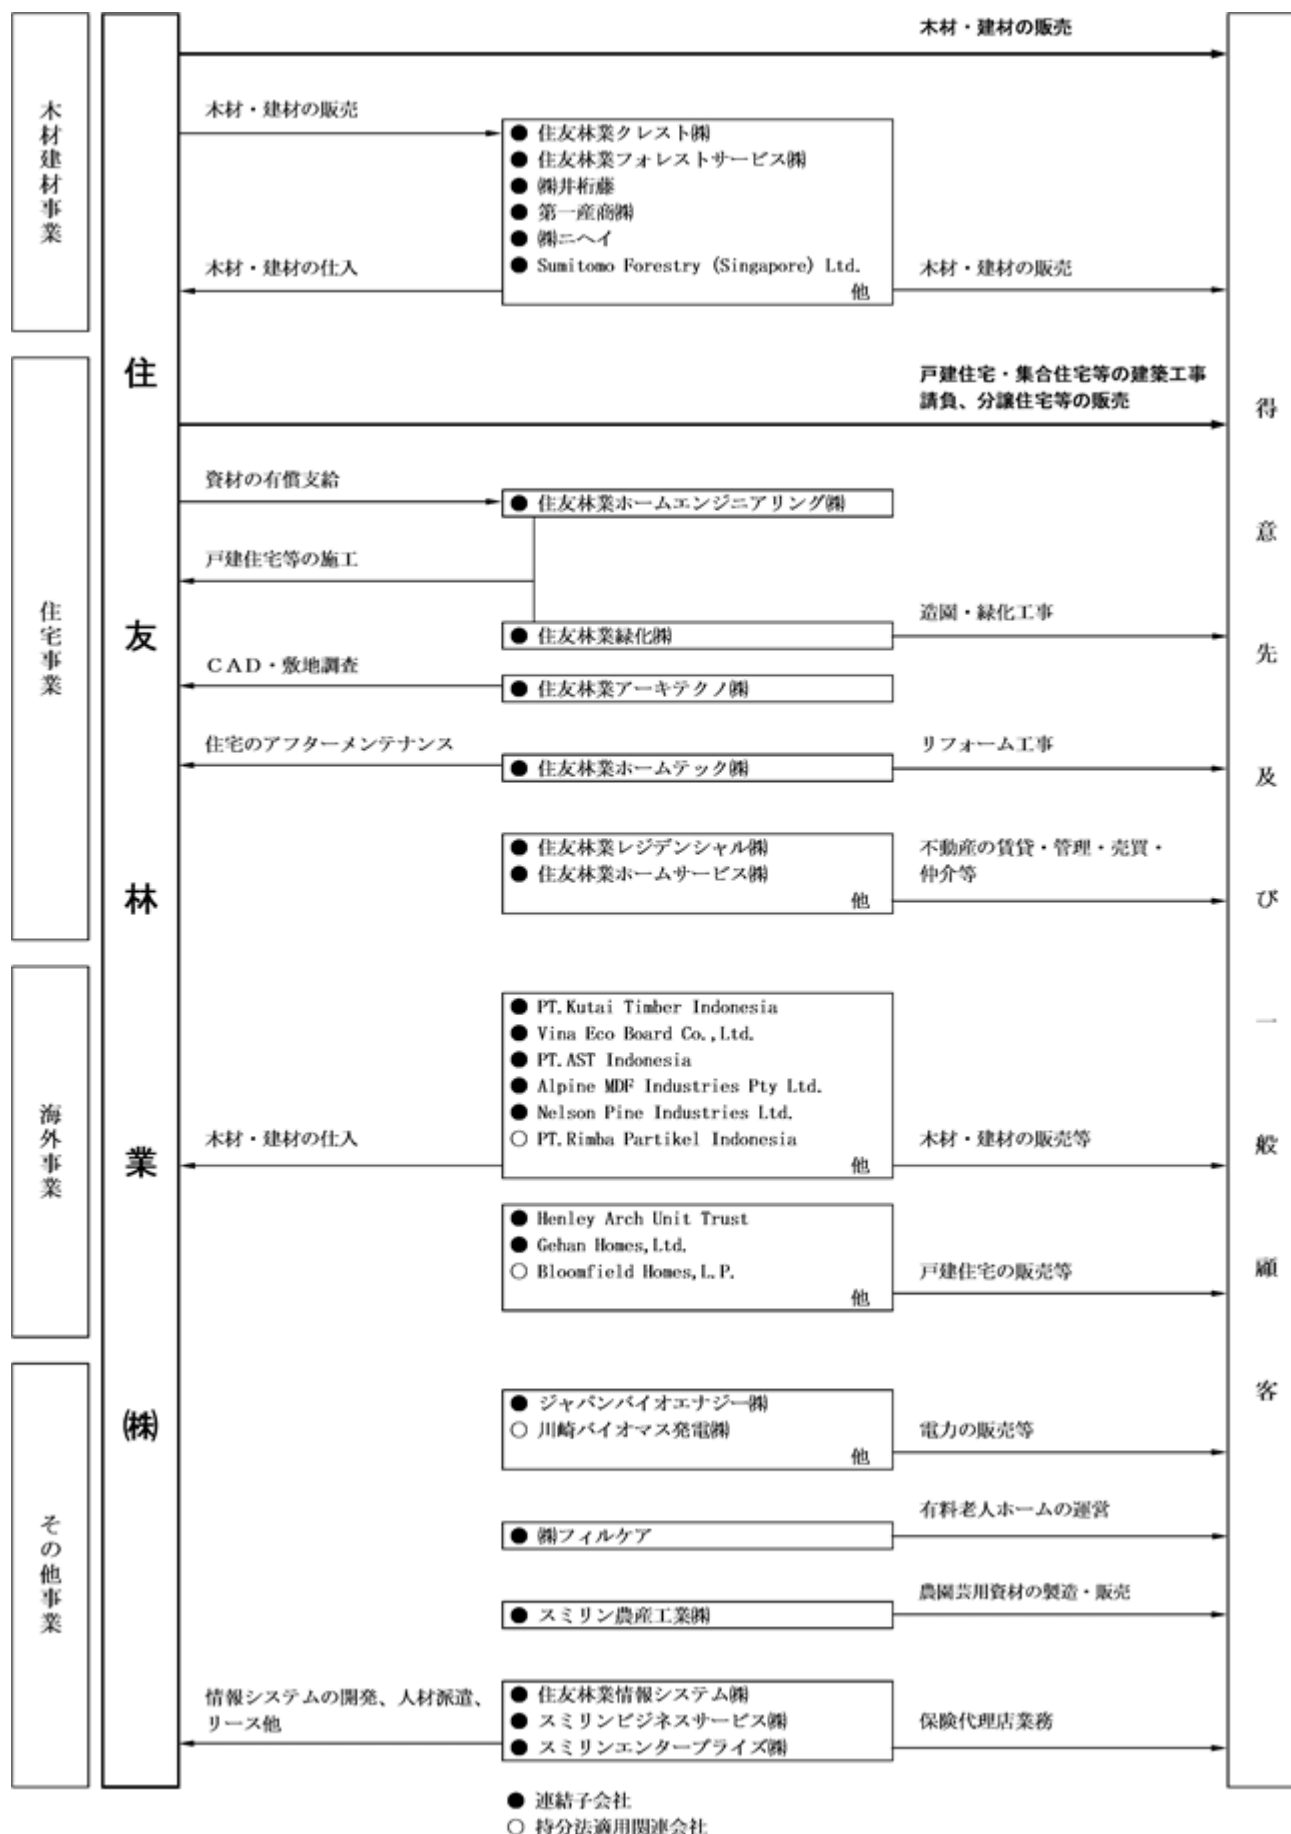 木材・建材の販売
木材建材事業
木材・建材の販売
● 住友林業クレスト㈱
● 住友林業フォレストサービス㈱
● ㈱井桁藤
● 第一産商㈱
● ㈱ニヘイ
● Sumitomo Forestry (Singapore) Ltd.
他
木材・建材の仕入
木材・建材の販売
住友林業㈱
得意先及び一般顧客
住宅事業
戸建住宅・集合住宅等の建築工事
請負、分譲住宅等の販売
資材の有償支給
● 住友林業ホームエンジニアリング㈱
戸建住宅等の施工
● 住友林業緑化㈱
造園・緑化工事
CAD・敷地調査
● 住友林業アーキテクノ㈱
住宅のアフターメンテナンス
● 住友林業ホームテック㈱
リフォーム工事
● 住友林業レジデンシャル㈱
● 住友林業ホームサービス㈱
他
不動産の賃貸・管理・売買・
仲介等
海外事業
● PT.Kutai Timber Indonesia
● Vina Eco Board Co.,Ltd.
● PT.AST Indonesia
● Alpine MDF Industries Pty Ltd.
● Nelson Pine Industries Ltd.
○ PT.Rimba Partikel Indonesia
他
木材・建材の仕入
木材・建材の販売等
● Henley Arch Unit Trust
● Gehan Homes,Ltd.
○ Bloomfield Homes,L.P.
他
戸建住宅の販売等
その他事業
● ジャパンバイオエナジー㈱
○ 川崎バイオマス発電㈱
他
電力の販売等
● ㈱フィルケア
有料老人ホームの運営
● スミリン農産工業㈱
農園芸用資材の製造・販売
情報システムの開発、人材派遣、
リース他
● 住友林業情報システム㈱
● スミリンビジネスサービス㈱
● スミリンエンタープライズ㈱
保険代理店業務
● 連結子会社
○ 持分法適用関連会社